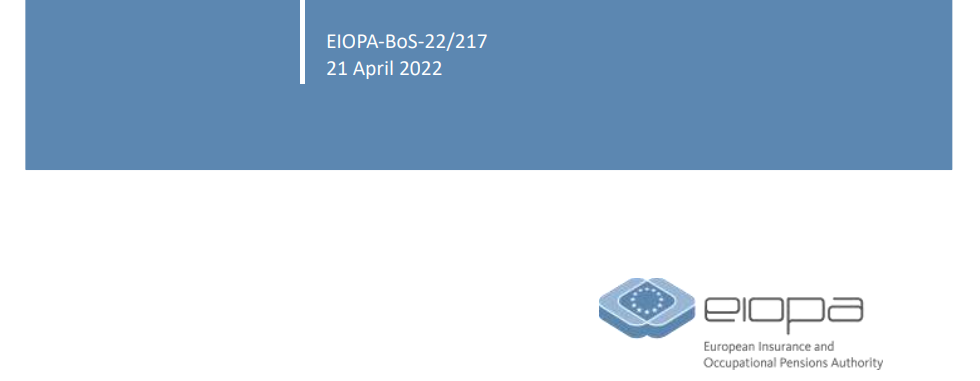 EIOPA-BoS-22/217
21 April 2022
eiopa
European Insurance and
Occupational Pensions Authority